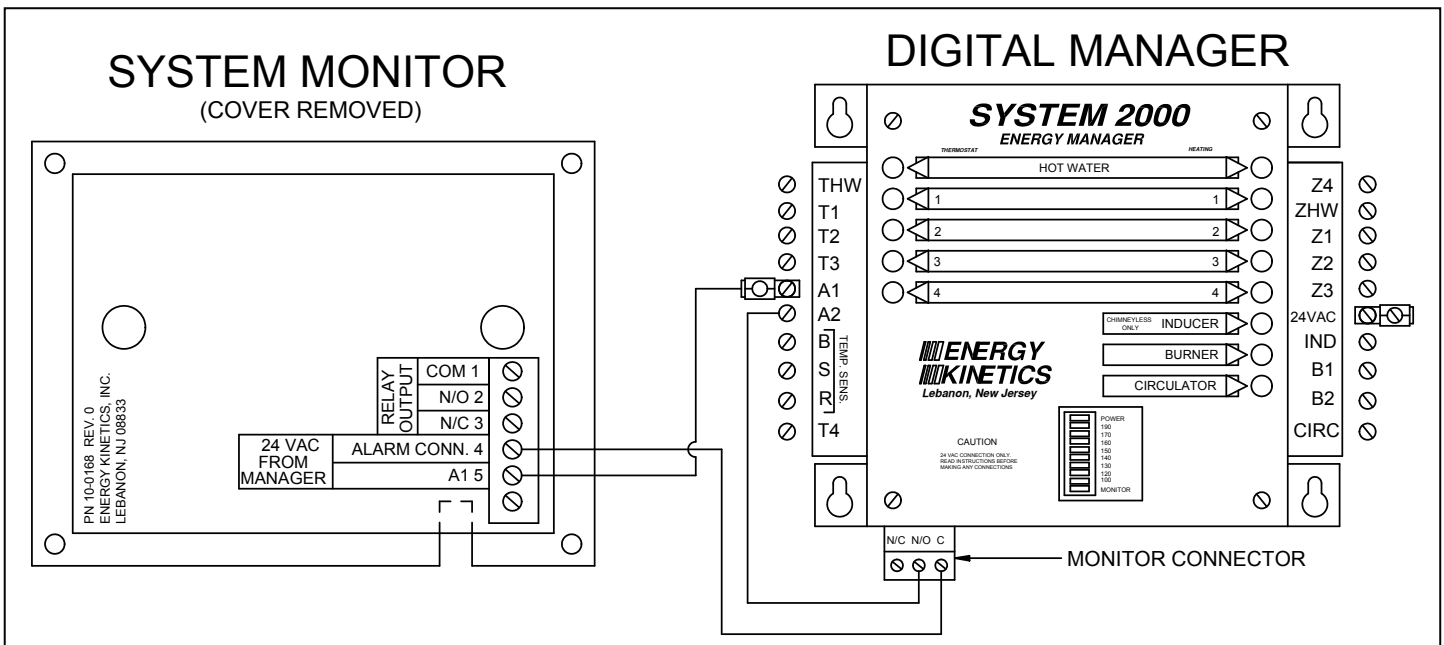 SYSTEM MONITOR
(COVER REMOVED)
RELAY
OUTPUT
COM 1
N/O 2
N/C 3
24 VAC
FROM
MANAGER
ALARM CONN. 4
A1 5
PN 10-0168 REV. 0
ENERGY KINETICS, INC.
LEBANON, NJ 08833
DIGITAL MANAGER
SYSTEM 2000
ENERGY MANAGER
THERMOSTAT
HEATING
HOT WATER
1 1
2 2
3 3
4 4
CHIMNEYLESS
ONLY
INDUCER
BURNER
CIRCULATOR
THW
T1
T2
T3
A1
A2
B
S
R
TEMP. SENS.
T4
ENERGY
KINETICS
Lebanon, New Jersey
CAUTION
24 VAC CONNECTION ONLY.
READ INSTRUCTIONS BEFORE
MAKING ANY CONNECTIONS
POWER
190
170
160
150
140
130
120
100
MONITOR
Z4
ZHW
Z1
Z2
Z3
24VAC
IND
B1
B2
CIRC
N/C N/O C
MONITOR CONNECTOR